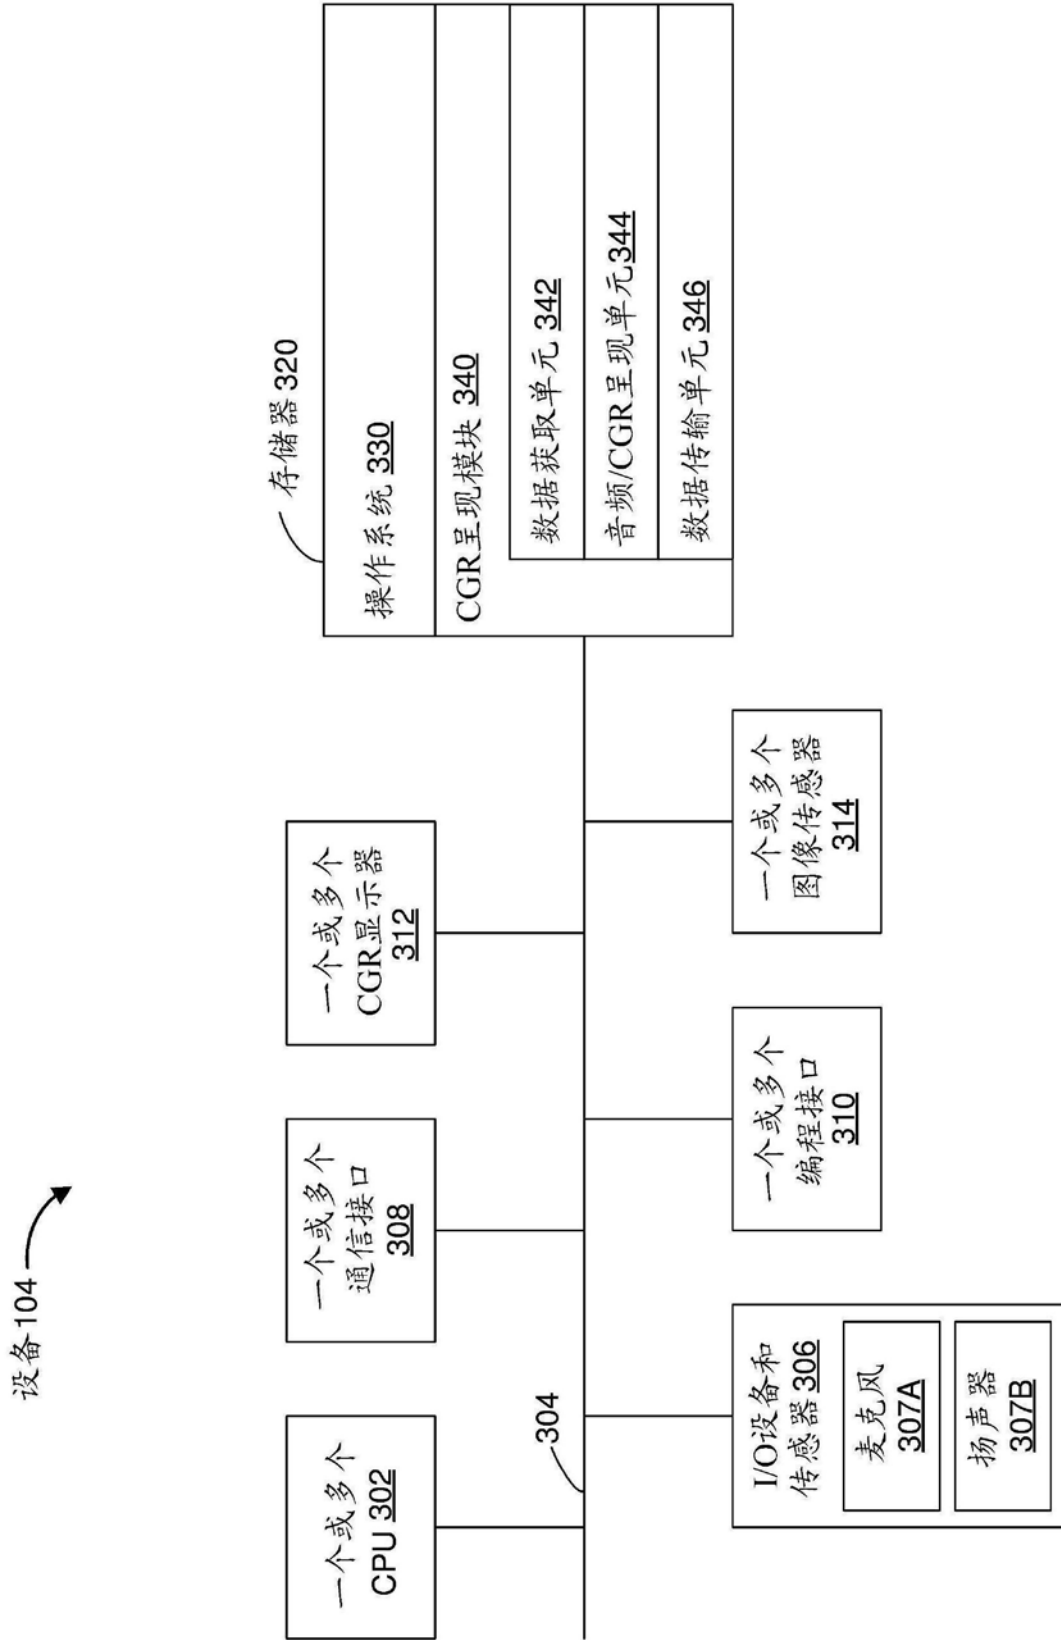 设备104
一个或多个
CPU 302
一个或多个
通信接口
308
一个或多个
CGR显示器
312
存储器320
操作系统 330
CGR呈现模块 340
数据获取单元 342
音频/CGR呈现单元344
数据传输单元346
304
I/O设备和
传感器306
麦克风
307A
扬声器
307B
一个或多个
编程接口
310
一个或多个
图像传感器
314